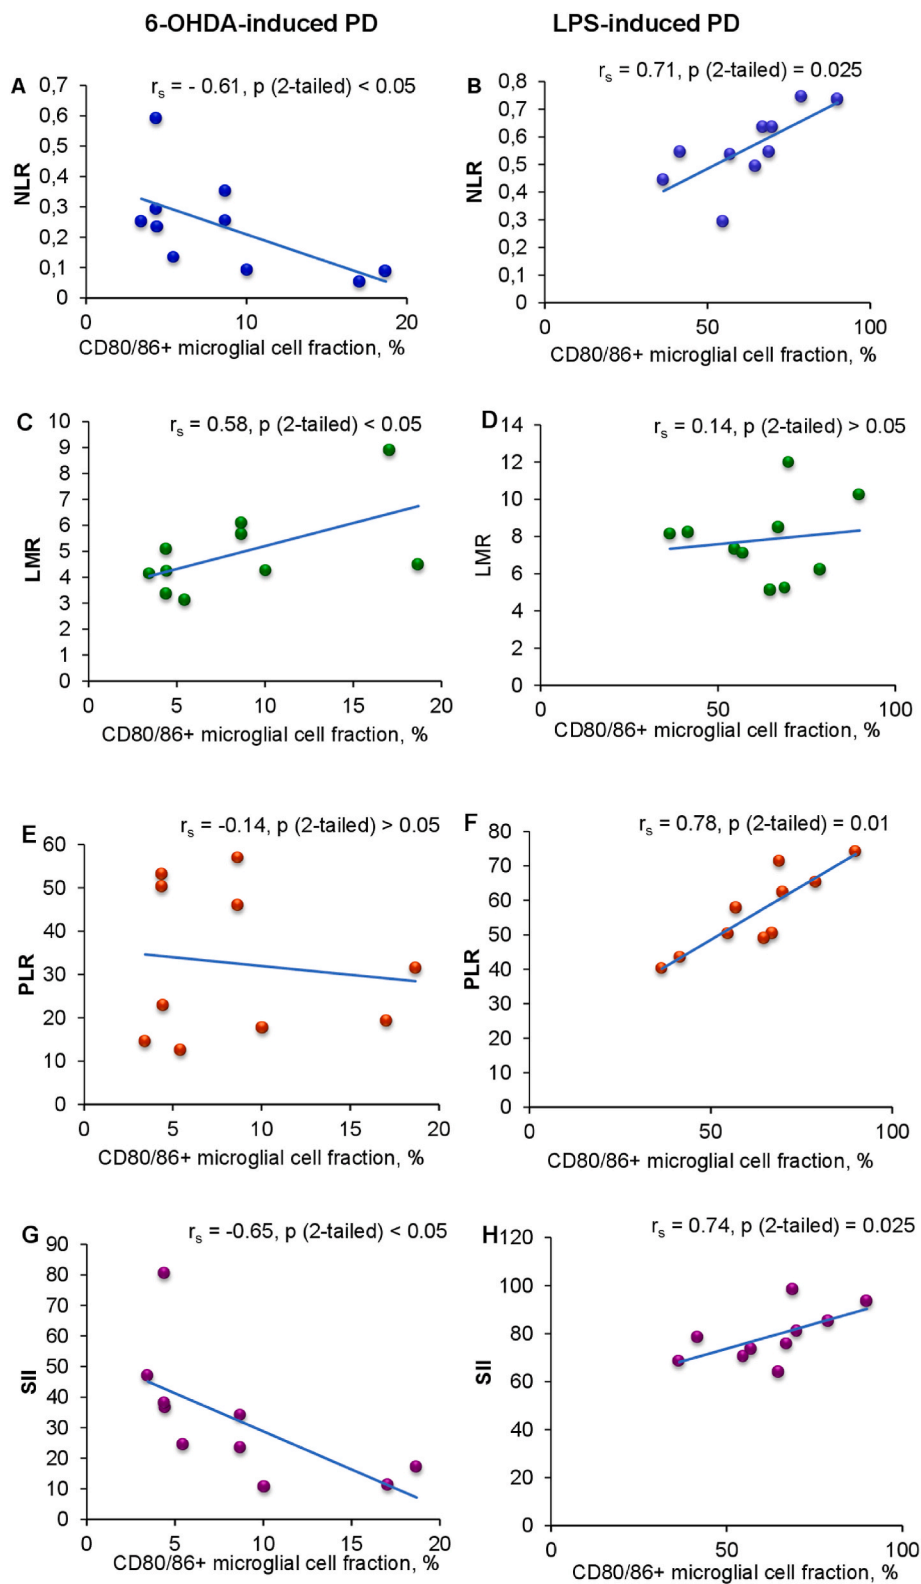 6-OHDA-induced PD
LPS-induced PD
A
rs = - 0.61, p (2-tailed) < 0.05
NLR
0,7
0,6
0,5
0,4
0,3
0,2
0,1
0
0 10 20
CD80/86+ microglial cell fraction, %
B
rs = 0.71, p (2-tailed) = 0.025
NLR
0,8
0,7
0,6
0,5
0,4
0,3
0,2
0,1
0
0 50 100
CD80/86+ microglial cell fraction, %
C
rs = 0.58, p (2-tailed) < 0.05
LMR
10
9
8
7
6
5
4
3
2
1
0
0 5 10 15 20
CD80/86+ microglial cell fraction, %
D
rs = 0.14, p (2-tailed) > 0.05
LMR
14
12
10
8
6
4
2
0
0 50 100
CD80/86+ microglial cell fraction, %
E
rs = -0.14, p (2-tailed) > 0.05
PLR
60
50
40
30
20
10
0
0 5 10 15 20
CD80/86+ microglial cell fraction, %
F
rs = 0.78, p (2-tailed) = 0.01
PLR
80
70
60
50
40
30
20
10
0
0 50 100
CD80/86+ microglial cell fraction, %
G
rs = -0.65, p (2-tailed) < 0.05
SII
90
80
70
60
50
40
30
20
10
0
0 5 10 15 20
CD80/86+ microglial cell fraction, %
H
rs = 0.74, p (2-tailed) = 0.025
SII
120
100
80
60
40
20
0
0 50 100
CD80/86+ microglial cell fraction, %